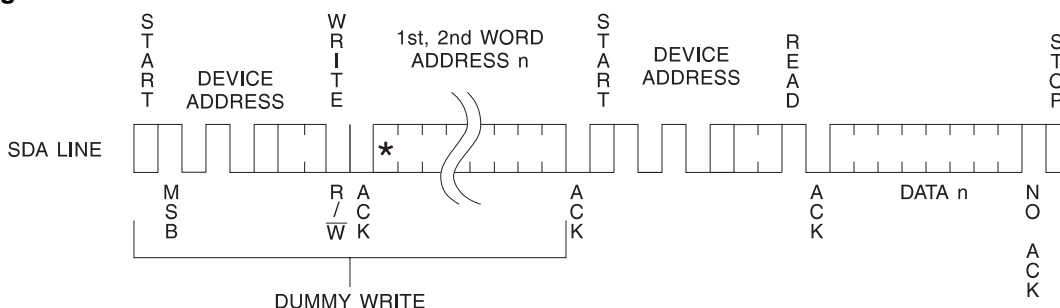 START
WRITE
1st, 2nd WORD
ADDRESS n
START
DEVICE
ADDRESS
READ
STOP
DEVICE
ADDRESS
SDA LINE
*
MSB
R/W
ACK
ACK
ACK
DATA n
NO ACK
DUMMY WRITE